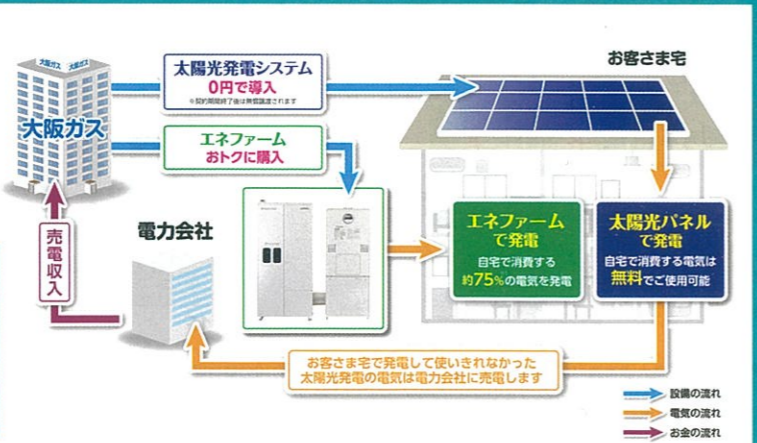 大阪ガス 大阪ガス
大阪ガス
太陽光発電システム
0円で導入
※契約期間終了後は無償譲渡されます
エネファーム
おトクに購入
お客さま宅
売電収入
電力会社
エネファーム
で発電
自宅で消費する
約75%の電気を発電
太陽光パネル
で発電
自宅で消費する電気は
無料でご使用可能
お客さま宅で発電して使いきれなかった
太陽光発電の電気は電力会社に売電します
設備の流れ
電気の流れ
お金の流れ